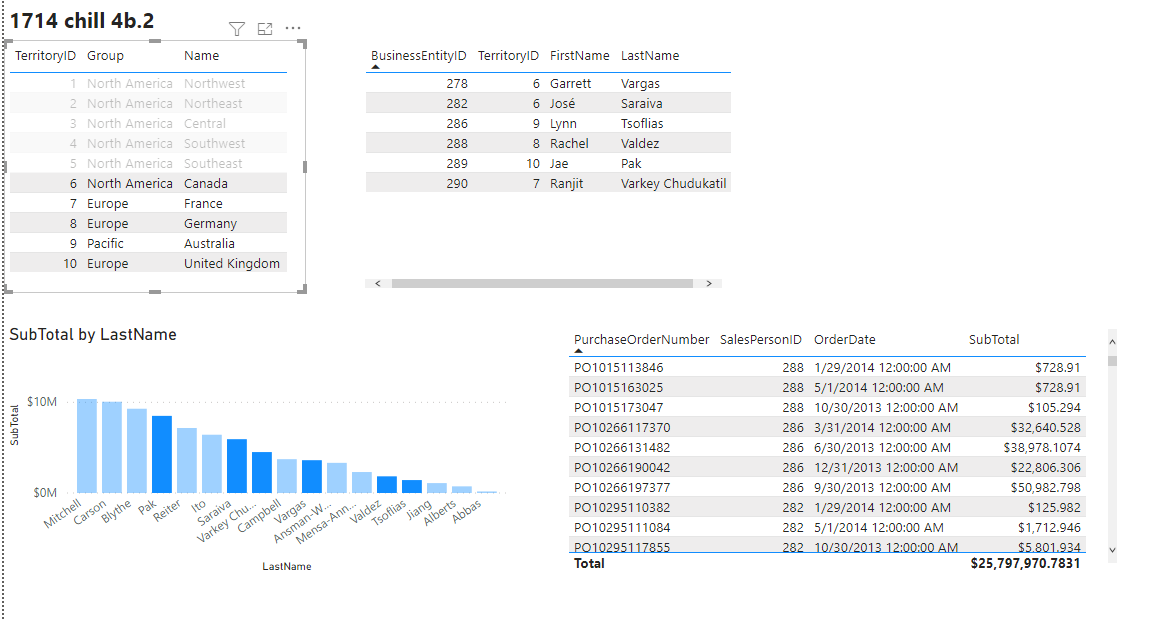 1714 chill 4b.2
TerritoryID Group Name
1 North America Northwest
2 North America Northeast
3 North America Central
4 North America Southwest
5 North America Southeast
6 North America Canada
7 Europe France
8 Europe Germany
9 Pacific Australia
10 Europe United Kingdom
BusinessEntityID TerritoryID FirstName LastName
278 6 Garrett Vargas
282 6 José Saraiva
286 9 Lynn Tsoflias
288 8 Rachel Valdez
289 10 Jae Pak
290 7 Ranjit Varkey Chudukatil
SubTotal by LastName
SubTotal
$10M
$0M
Mitchell
Carson
Blythe
Pak
Reiter
Ito
Saraiva
Varkey Chu...
Campbell
Vargas
Ansman-W...
Mensa-Ann...
Valdez
Tsoflias
Jiang
Alberts
Abbas
LastName
PurchaseOrderNumber SalesPersonID OrderDate SubTotal
PO1015113846 288 1/29/2014 12:00:00 AM $728.91
PO1015163025 288 5/1/2014 12:00:00 AM $728.91
PO1015173047 288 10/30/2013 12:00:00 AM $105.294
PO10266117370 286 3/31/2014 12:00:00 AM $32,640.528
PO10266131482 286 6/30/2013 12:00:00 AM $38,978.1074
PO10266190042 286 12/31/2013 12:00:00 AM $22,806.306
PO10266197377 286 9/30/2013 12:00:00 AM $50,982.798
PO10295110382 282 1/29/2014 12:00:00 AM $125.982
PO10295111084 282 5/1/2014 12:00:00 AM $1,712.946
PO10295117855 282 10/30/2013 12:00:00 AM $5,801.934
Total $25,797,970.7831